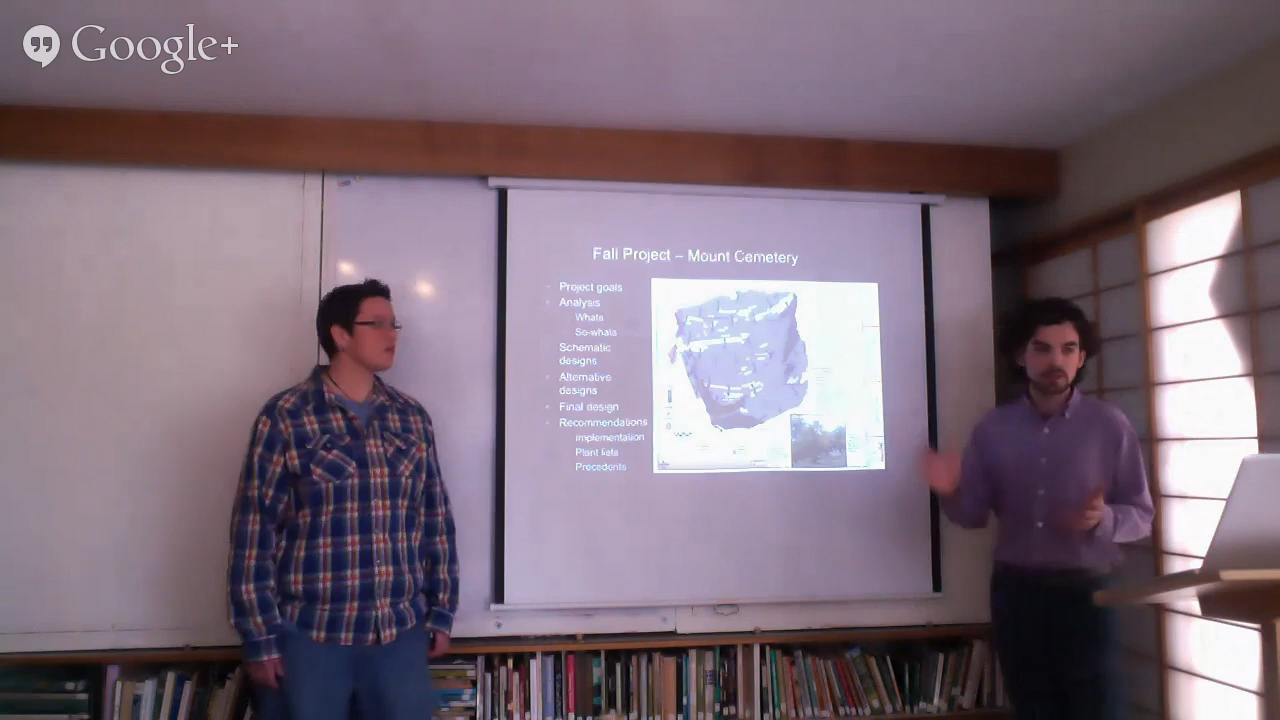 Google+
Fall Project – Mount Cemetery
Project goals
Analysis
Whats
So-whats
Schematic
designs
Alternative
designs
Final design
Recommendations
Implementation
Plant lists
Precedents